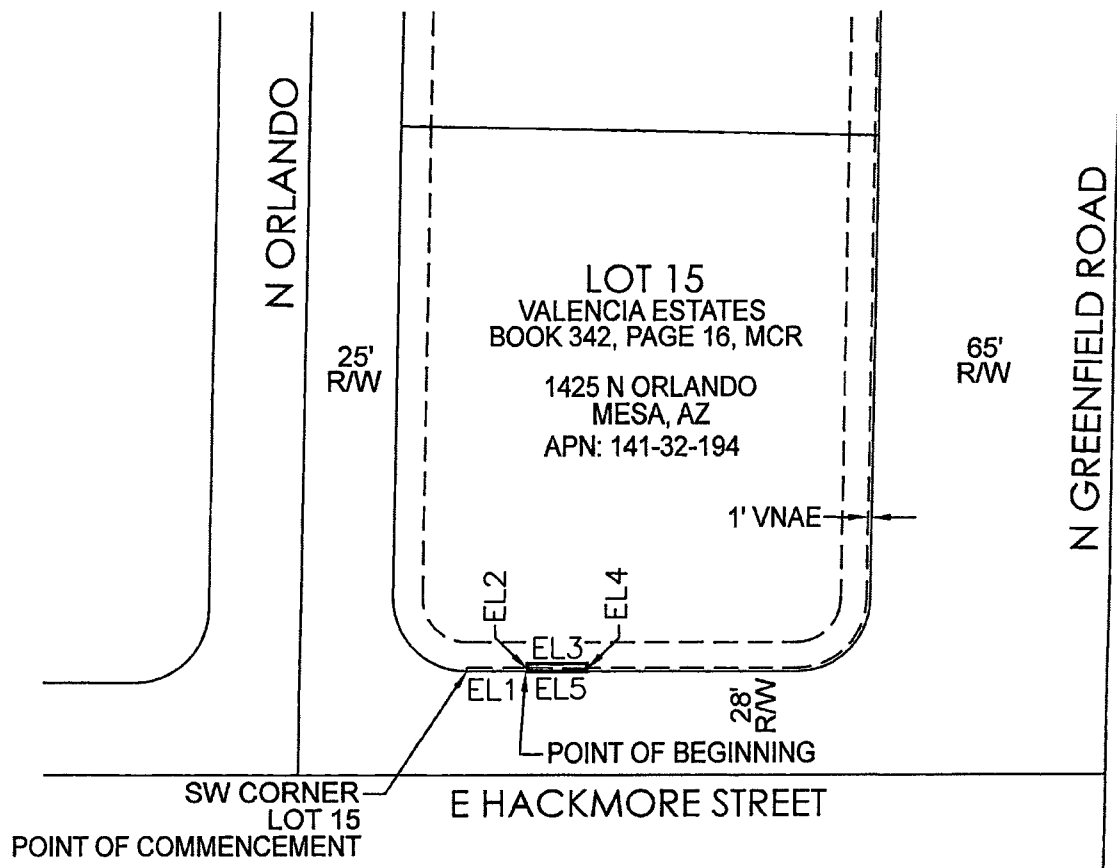 N ORLANDO
LOT 15
VALENCIA ESTATES
BOOK 342, PAGE 16, MCR
1425 N ORLANDO
MESA, AZ
APN: 141-32-194
25'
R/W
65'
R/W
N GREENFIELD ROAD
1' VNAE
EL2
EL4
EL3
EL1
EL5
28'
R/W
POINT OF BEGINNING
SW CORNER
LOT 15
POINT OF COMMENCEMENT
E HACKMORE STREET